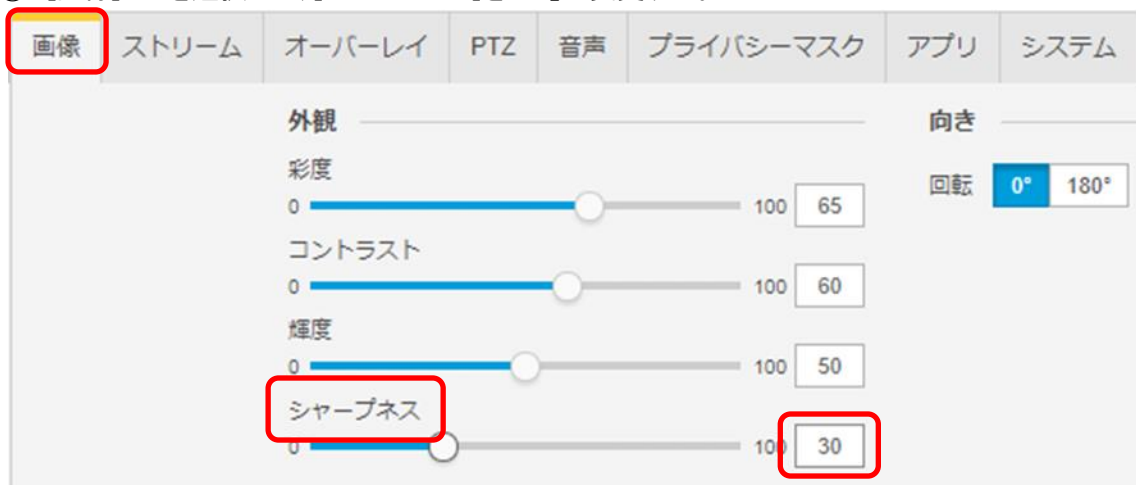 画像 ストリーム オーバーレイ PTZ 音声 プライバシーマスク アプリ システム
外観 向き
彩度
回転 0° 180°
0 100 65
コントラスト
0 100 60
輝度
0 100 50
シャープネス
0 100 30